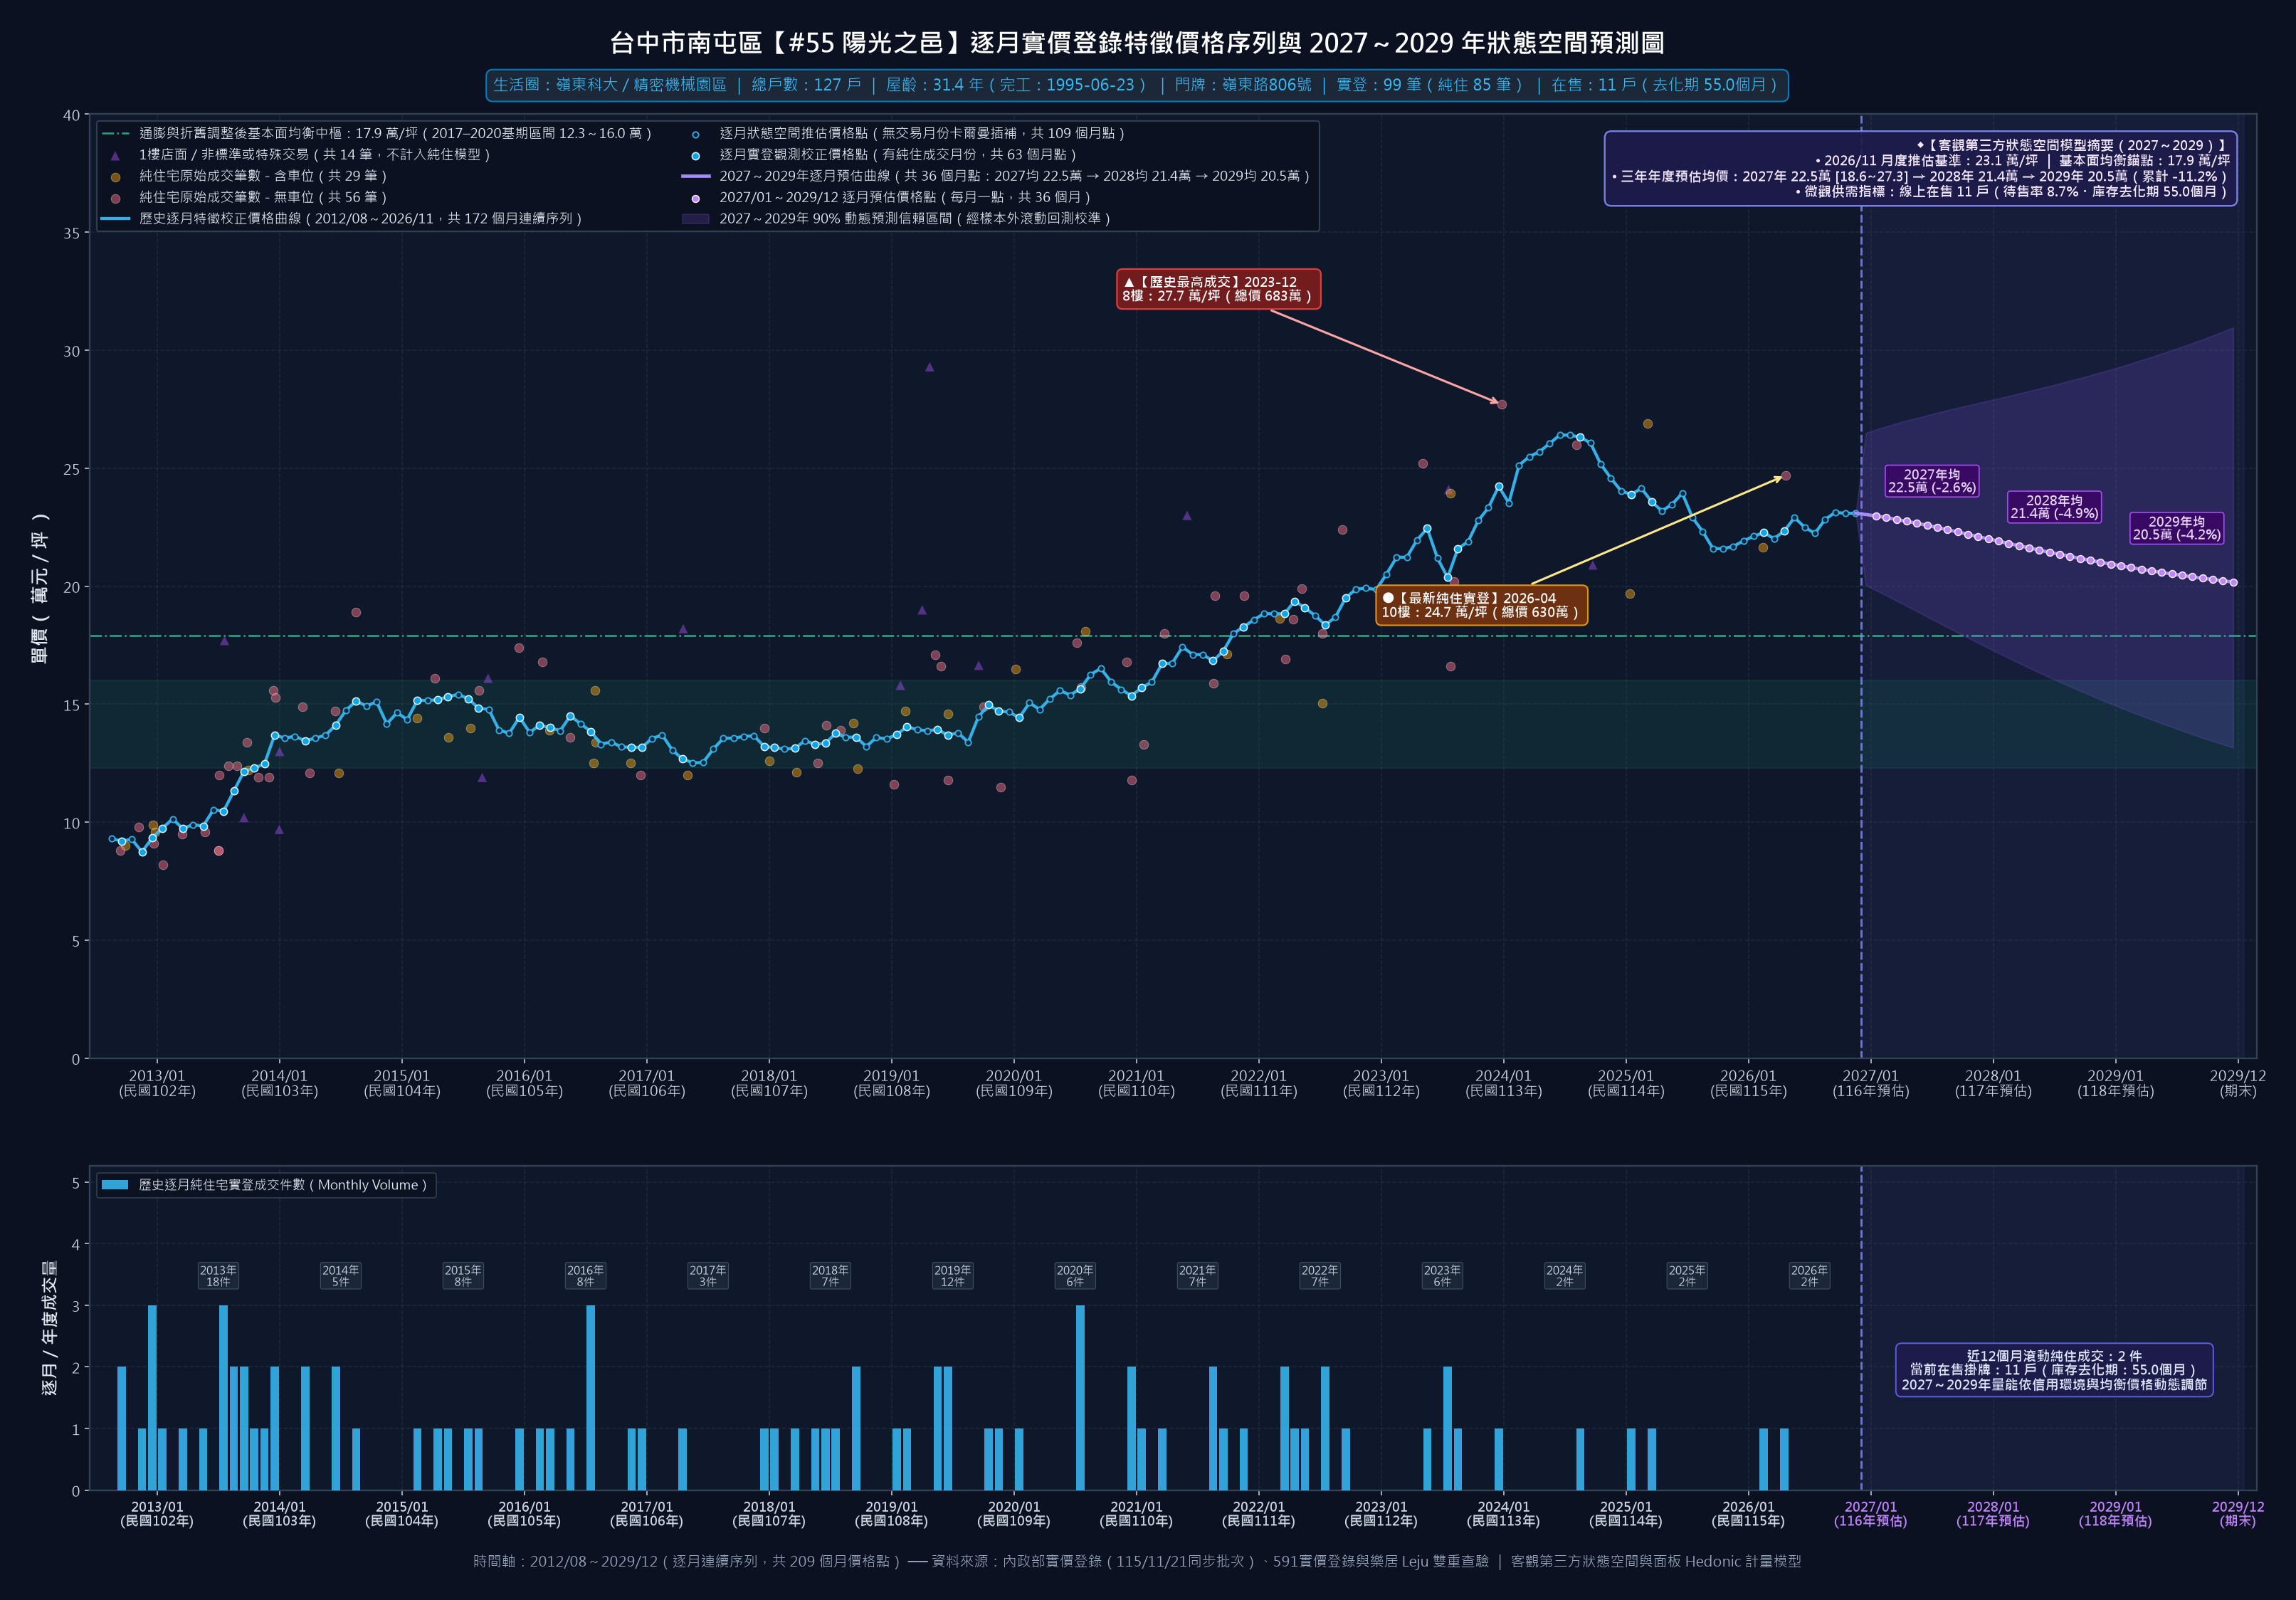 台中市南屯區【#55 陽光之邑】逐月實價登錄特徵價格序列與 2027～2029 年狀態空間預測圖
生活圈：嶺東科大 / 精密機械園區 | 總戶數：127 戶 | 屋齡：31.4 年 ( 完工：1995-06-23 ) | 門牌：嶺東路806號 | 實登：99 筆 ( 純住 85 筆 ) | 在售：11 戶 ( 去化期 55.0個月 )
單價 ( 萬元 / 坪 )
40
35
30
25
20
15
10
5
0
通膨與折舊調整後基本面均衡中樞：17.9 萬/坪 ( 2017–2020基期區間 12.3～16.0 萬 )
1樓店面 / 非標準或特殊交易 ( 共 14 筆，不計入純住模型 )
純住宅原始成交筆數 - 含車位 ( 共 29 筆 )
純住宅原始成交筆數 - 無車位 ( 共 56 筆 )
歷史逐月特徵校正價格曲線 ( 2012/08～2026/11，共 172 個月連續序列 )
逐月狀態空間推估價格點 ( 無交易月份卡爾曼插補，共 109 個月點 )
逐月實登觀測校正價格點 ( 有純住成交月份，共 63 個月點 )
2027～2029年逐月預估曲線 ( 共 36 個月點：2027均 22.5萬 → 2028均 21.4萬 → 2029均 20.5萬 )
2027/01～2029/12 逐月預估價格點 ( 每月一點，共 36 個月 )
2027～2029年 90% 動態預測信賴區間 ( 經樣本外滾動回測校準 )
◆【 客觀第三方狀態空間模型摘要 ( 2027～2029 ) 】
• 2026/11 月度推估基準：23.1 萬/坪 | 基本面均衡錨點：17.9 萬/坪
• 三年年度預估均價：2027年 22.5萬 [18.6~27.3] → 2028年 21.4萬 → 2029年 20.5萬 ( 累計 -11.2% )
• 微觀供需指標：線上在售 11 戶 ( 待售率 8.7%．庫存去化期 55.0個月 )
▲【歷史最高成交】2023-12
8樓：27.7 萬/坪 ( 總價 683萬 )
●【最新純住實登】2026-04
10樓：24.7 萬/坪 ( 總價 630萬 )
2027年均
22.5萬 (-2.6%)
2028年均
21.4萬 (-4.9%)
2029年均
20.5萬 (-4.2%)
2013/01
(民國102年)
2014/01
(民國103年)
2015/01
(民國104年)
2016/01
(民國105年)
2017/01
(民國106年)
2018/01
(民國107年)
2019/01
(民國108年)
2020/01
(民國109年)
2021/01
(民國110年)
2022/01
(民國111年)
2023/01
(民國112年)
2024/01
(民國113年)
2025/01
(民國114年)
2026/01
(民國115年)
2027/01
(116年預估)
2028/01
(117年預估)
2029/01
(118年預估)
2029/12
(期末)
逐月 / 年度成交量
5
4
3
2
1
0
歷史逐月純住宅實登成交件數 ( Monthly Volume )
2013年
18件
2014年
5件
2015年
8件
2016年
8件
2017年
3件
2018年
7件
2019年
12件
2020年
6件
2021年
7件
2022年
7件
2023年
6件
2024年
2件
2025年
2件
2026年
2件
近12個月滾動純住成交：2 件
當前在售掛牌：11 戶 ( 庫存去化期：55.0個月 )
2027～2029年量能依信用環境與均衡價格動態調節
2013/01
(民國102年)
2014/01
(民國103年)
2015/01
(民國104年)
2016/01
(民國105年)
2017/01
(民國106年)
2018/01
(民國107年)
2019/01
(民國108年)
2020/01
(民國109年)
2021/01
(民國110年)
2022/01
(民國111年)
2023/01
(民國112年)
2024/01
(民國113年)
2025/01
(民國114年)
2026/01
(民國115年)
2027/01
(116年預估)
2028/01
(117年預估)
2029/01
(118年預估)
2029/12
(期末)
時間軸：2012/08～2029/12 ( 逐月連續序列，共 209 個月價格點 ) ── 資料來源：內政部實價登錄 ( 115/11/21同步批次 ) 、591實價登錄與樂居 Leju 雙重查驗 | 客觀第三方狀態空間與面板 Hedonic 計量模型